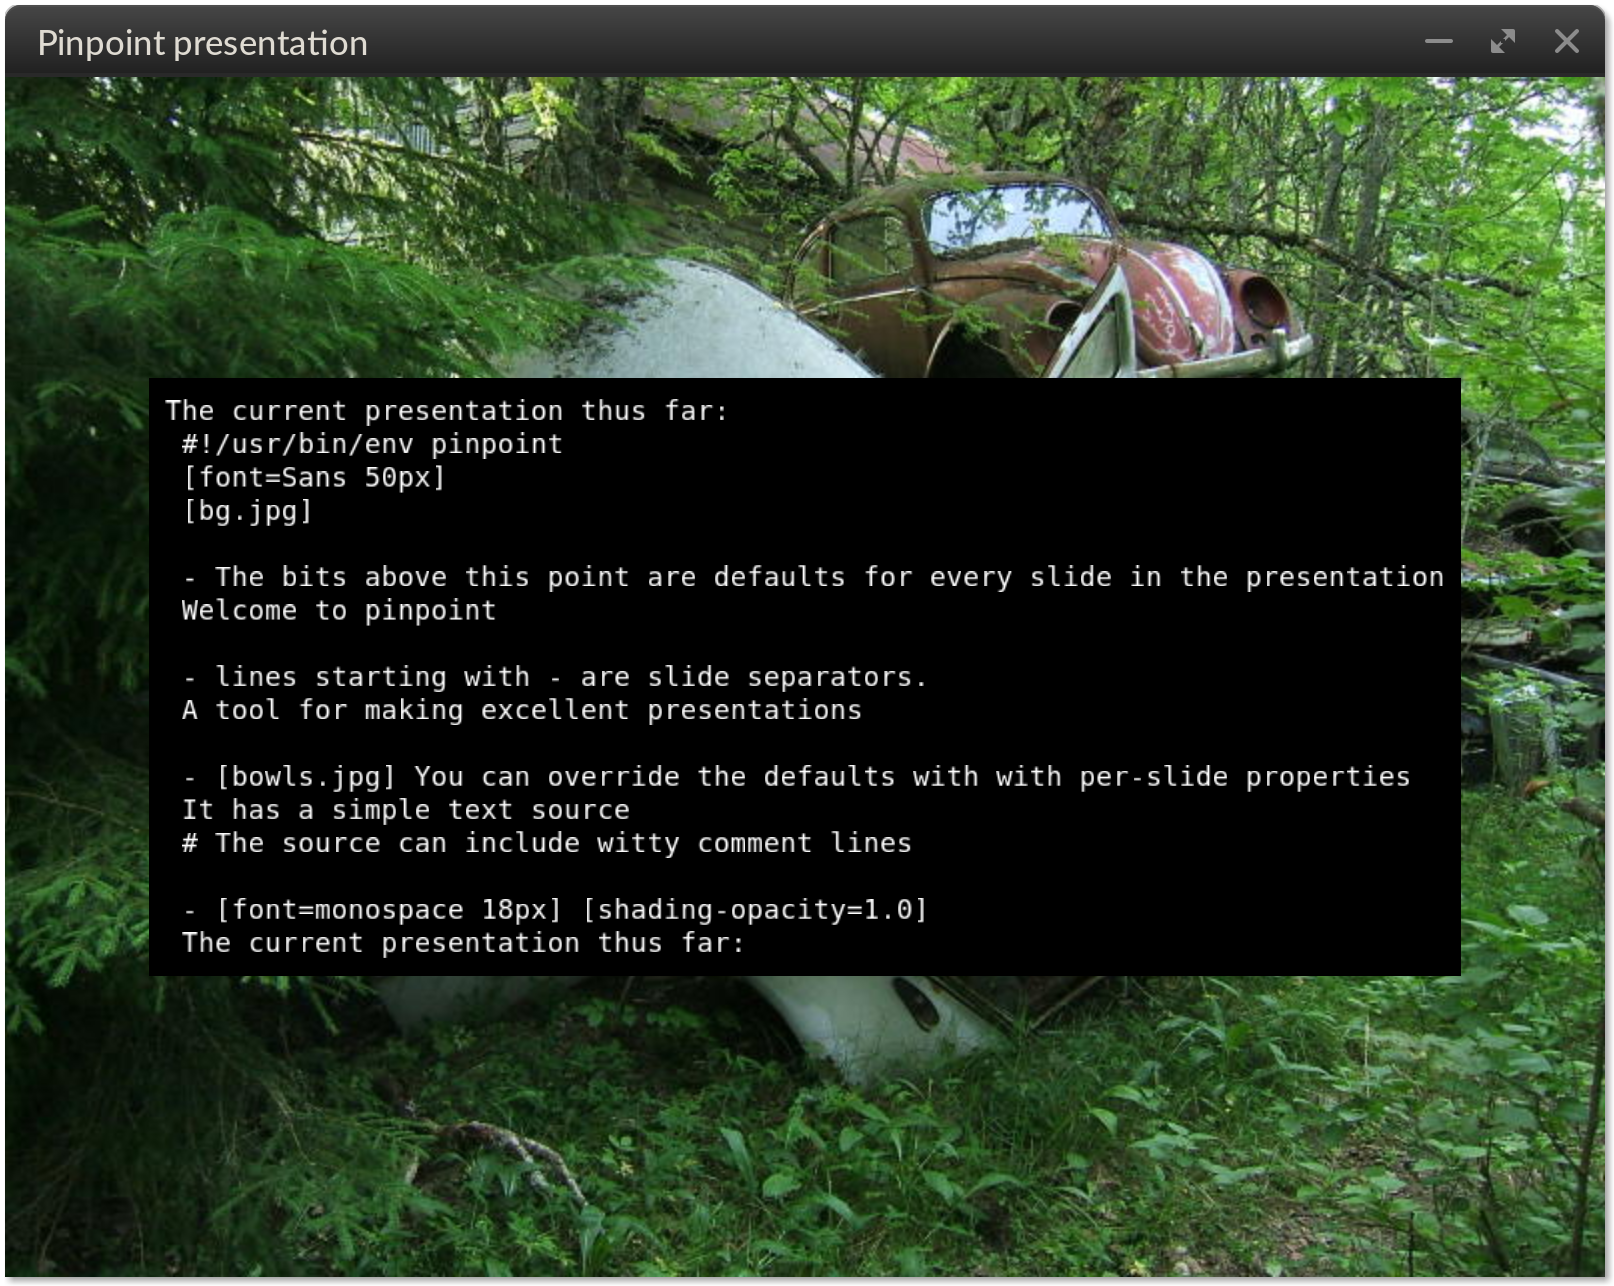 Pinpoint presentation
The current presentation thus far:
#!/usr/bin/env pinpoint
[font=Sans 50px]
[bg.jpg]
- The bits above this point are defaults for every slide in the presentation
Welcome to pinpoint
- lines starting with - are slide separators.
A tool for making excellent presentations
- [bowls.jpg] You can override the defaults with with per-slide properties
It has a simple text source
# The source can include witty comment lines
- [font=monospace 18px] [shading-opacity=1.0]
The current presentation thus far: